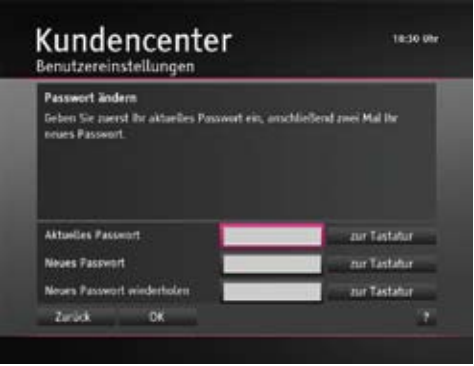 Kundencenter
18:30 Uhr
Benutzereinstellungen
Passwort ändern
Geben Sie zuerst Ihr aktuelles Passwort ein, anschließend zwei Mal Ihr
neues Passwort.
Aktuelles Passwort zur Tastatur
Neues Passwort zur Tastatur
Neues Passwort wiederholen zur Tastatur
Zurück OK ?